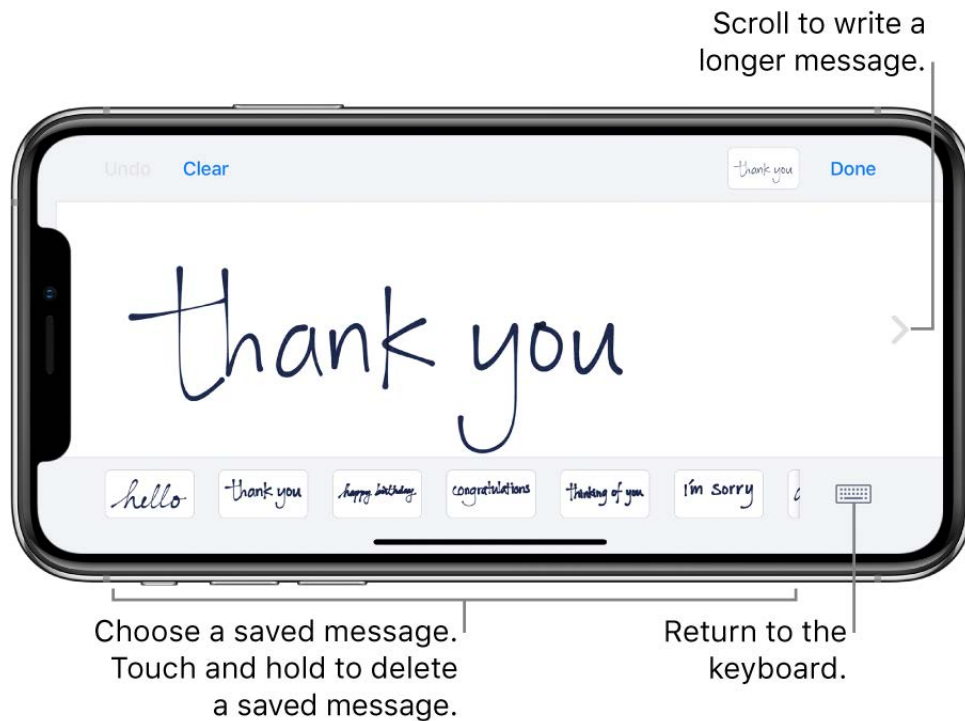 Scroll to write a
longer message.
Undo Clear thank you Done
thank you
hello thank you happy birthday congratulations thinking of you I'm sorry
Choose a saved message.
Touch and hold to delete
a saved message.
Return to the
keyboard.